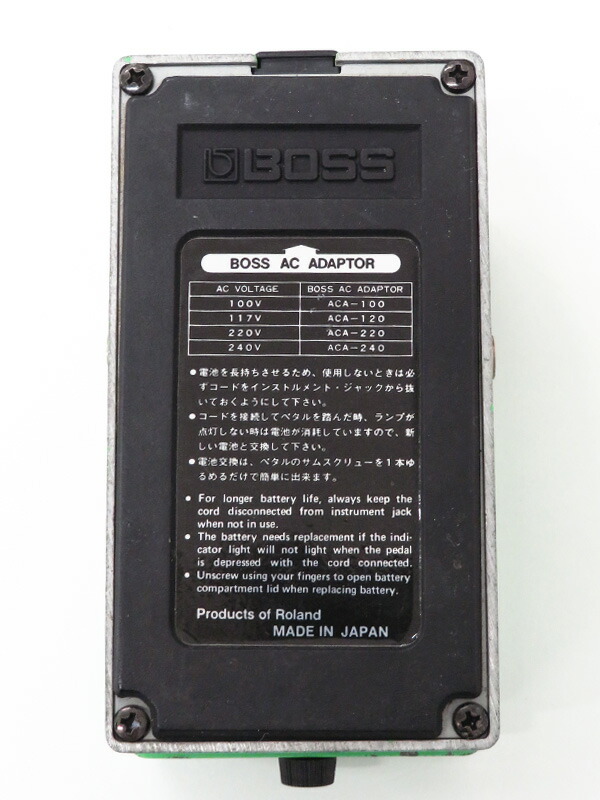 BOSS
BOSS AC ADAPTOR
AC VOLTAGE BOSS AC ADAPTOR
100V ACA-100
117V ACA-120
220V ACA-220
240V ACA-240
●電池を長持ちさせるため、使用しないときは必
ずコードをインストルメント・ジャックから抜
いておくようにして下さい。
●コードを接続してペタルを踏んだ時、ランプが
点灯しない時は電池が消耗していますので、新
しい電池と交換して下さい。
●電池交換は、ペタルのサムスクリューを1本ゆ
るめるだけで簡単に出来ます。
● For longer battery life, always keep the
cord disconnected from instrument jack
when not in use.
● The battery needs replacement if the indi-
cator light will not light when the pedal
is depressed with the cord connected.
● Unscrew using your fingers to open battery
compartment lid when replacing battery.
Products of Roland
MADE IN JAPAN